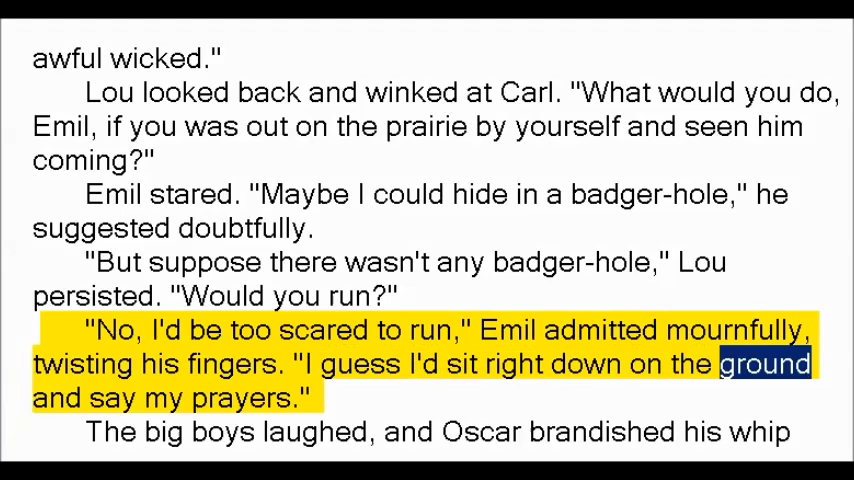 awful wicked."
Lou looked back and winked at Carl. "What would you do,
Emil, if you was out on the prairie by yourself and seen him
coming?"
Emil stared. "Maybe I could hide in a badger-hole," he
suggested doubtfully.
"But suppose there wasn't any badger-hole," Lou
persisted. "Would you run?"
"No, I'd be too scared to run," Emil admitted mournfully,
twisting his fingers. "I guess I'd sit right down on the ground
and say my prayers."
The big boys laughed, and Oscar brandished his whip